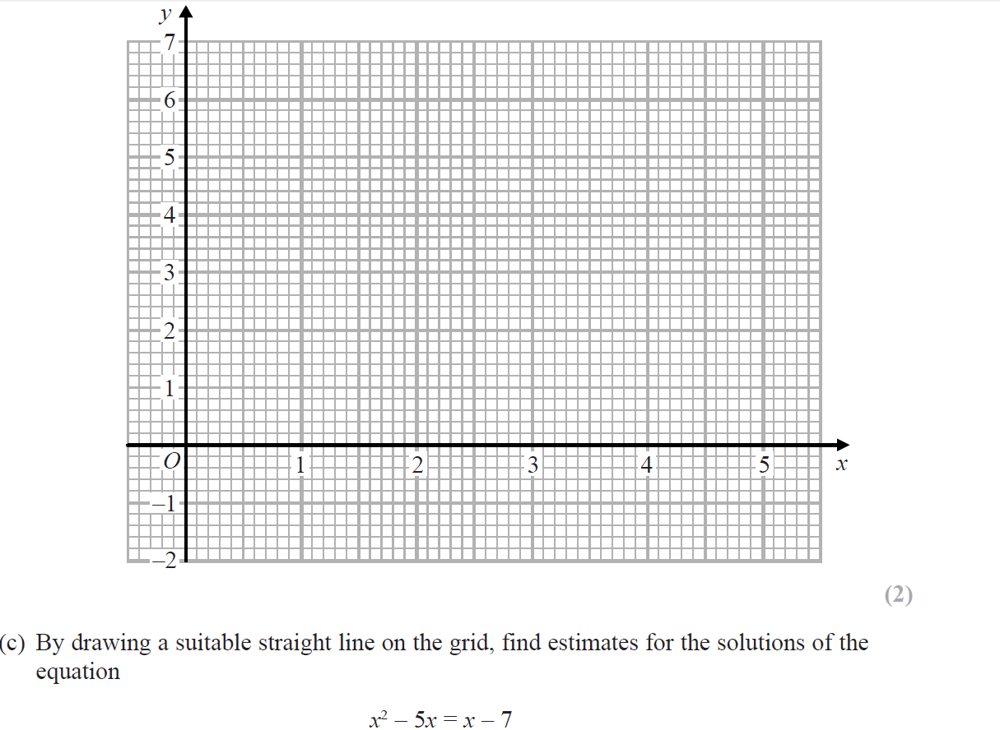 y
7
6
5
4
3
2
1
O 1 2 3 4 5 x
–1
–2
(2)
(c) By drawing a suitable straight line on the grid, find estimates for the solutions of the
equation
x² – 5x = x – 7